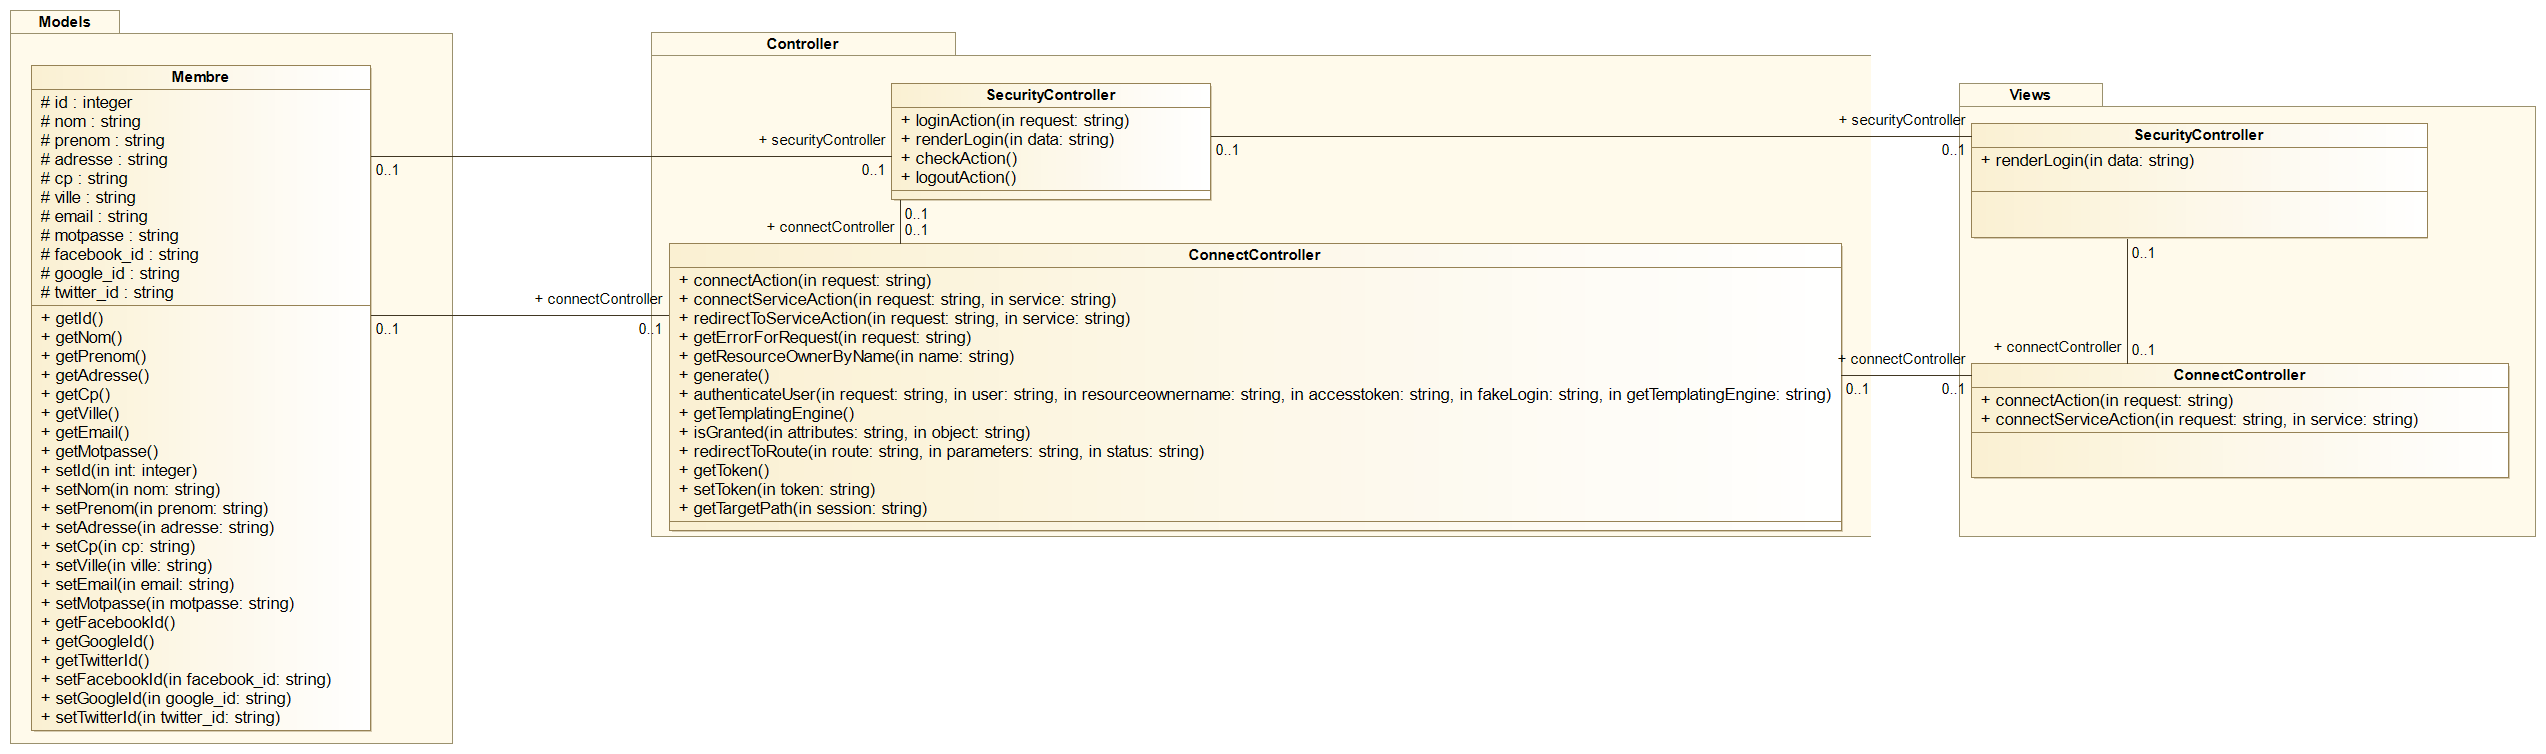 Models
Membre
# id : integer
# nom : string
# prenom : string
# adresse : string
# cp : string
# ville : string
# email : string
# motpasse : string
# facebook_id : string
# google_id : string
# twitter_id : string
+ getId()
+ getNom()
+ getPrenom()
+ getAdresse()
+ getCp()
+ getVille()
+ getEmail()
+ getMotpasse()
+ setId(in int: integer)
+ setNom(in nom: string)
+ setPrenom(in prenom: string)
+ setAdresse(in adresse: string)
+ setCp(in cp: string)
+ setVille(in ville: string)
+ setEmail(in email: string)
+ setMotpasse(in motpasse: string)
+ getFacebookId()
+ getGoogleId()
+ getTwitterId()
+ setFacebookId(in facebook_id: string)
+ setGoogleId(in google_id: string)
+ setTwitterId(in twitter_id: string)
0..1
+ securityController
0..1
0..1
+ connectController
0..1
Controller
SecurityController
+ loginAction(in request: string)
+ renderLogin(in data: string)
+ checkAction()
+ logoutAction()
0..1
+ connectController
0..1
ConnectController
+ connectAction(in request: string)
+ connectServiceAction(in request: string, in service: string)
+ redirectToServiceAction(in request: string, in service: string)
+ getErrorForRequest(in request: string)
+ getResourceOwnerByName(in name: string)
+ generate()
+ authenticateUser(in request: string, in user: string, in resourceownername: string, in accesstoken: string, in fakeLogin: string, in getTemplatingEngine: string)
+ getTemplatingEngine()
+ isGranted(in attributes: string, in object: string)
+ redirectToRoute(in route: string, in parameters: string, in status: string)
+ getToken()
+ setToken(in token: string)
+ getTargetPath(in session: string)
0..1
+ securityController
0..1
+ connectController
0..1
0..1
Views
SecurityController
+ renderLogin(in data: string)
0..1
+ connectController
0..1
ConnectController
+ connectAction(in request: string)
+ connectServiceAction(in request: string, in service: string)